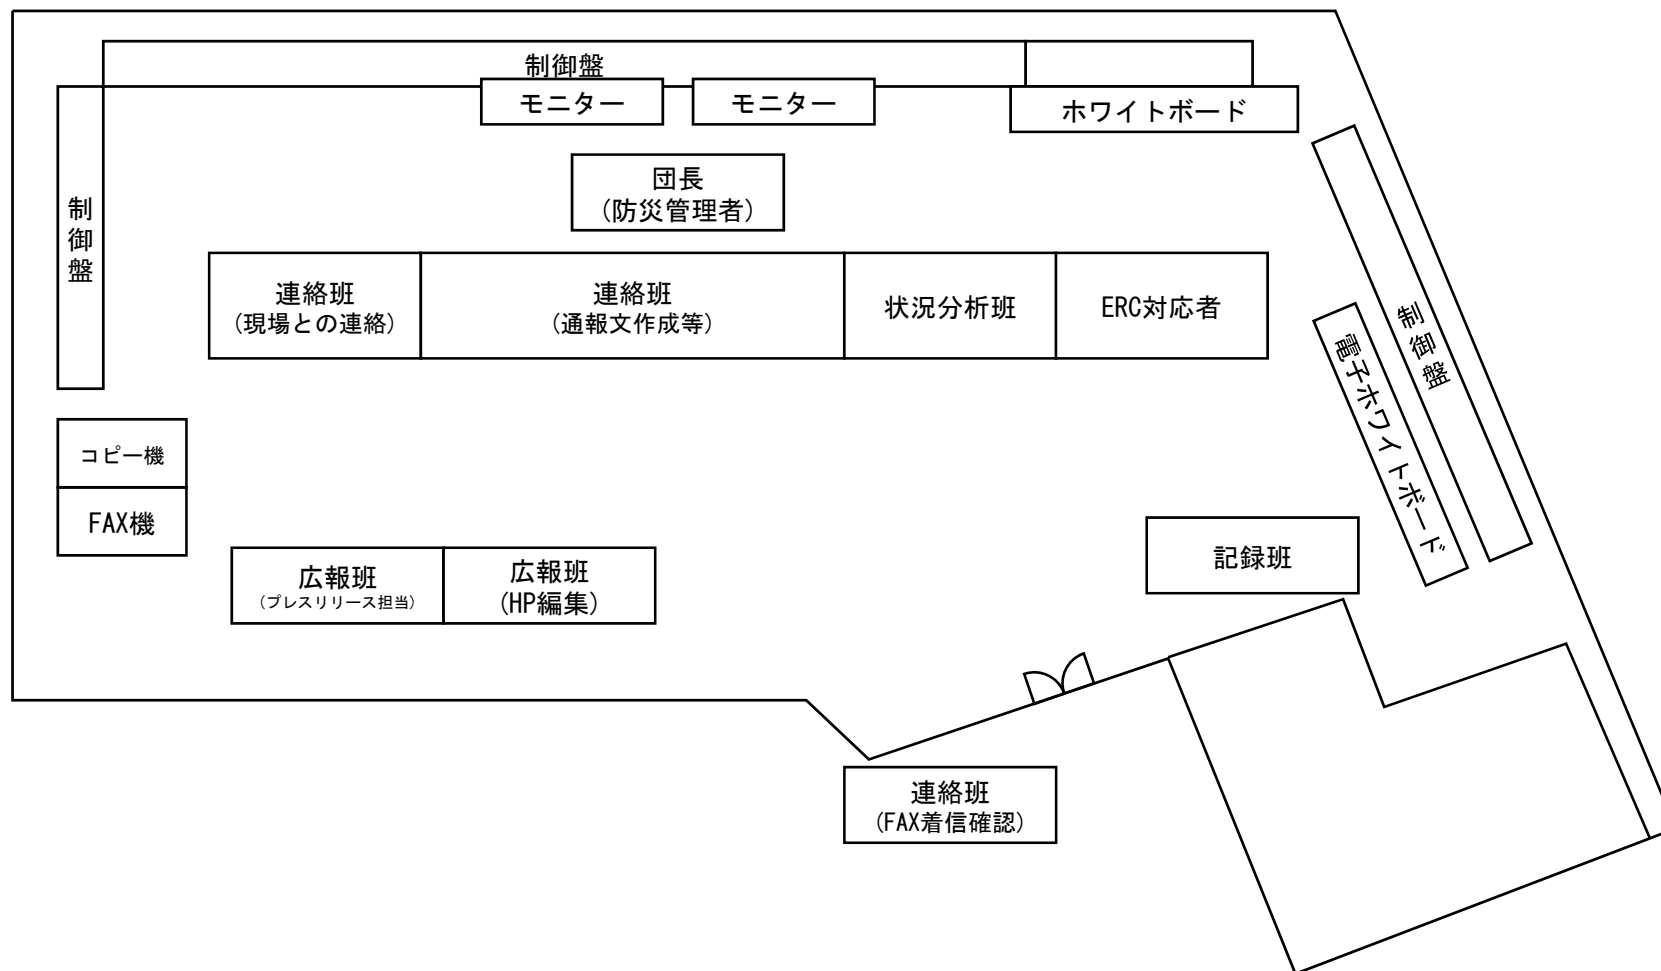 制御盤
モニター
モニター
ホワイトボード
団長
(防災管理者)
制御盤
連絡班
(現場との連絡)
連絡班
(通報文作成等)
状況分析班
ERC対応者
制御盤
電子ホワイトボード
コピー機
FAX機
広報班
(プレスリリース担当)
広報班
(HP編集)
記録班
連絡班
(FAX着信確認)